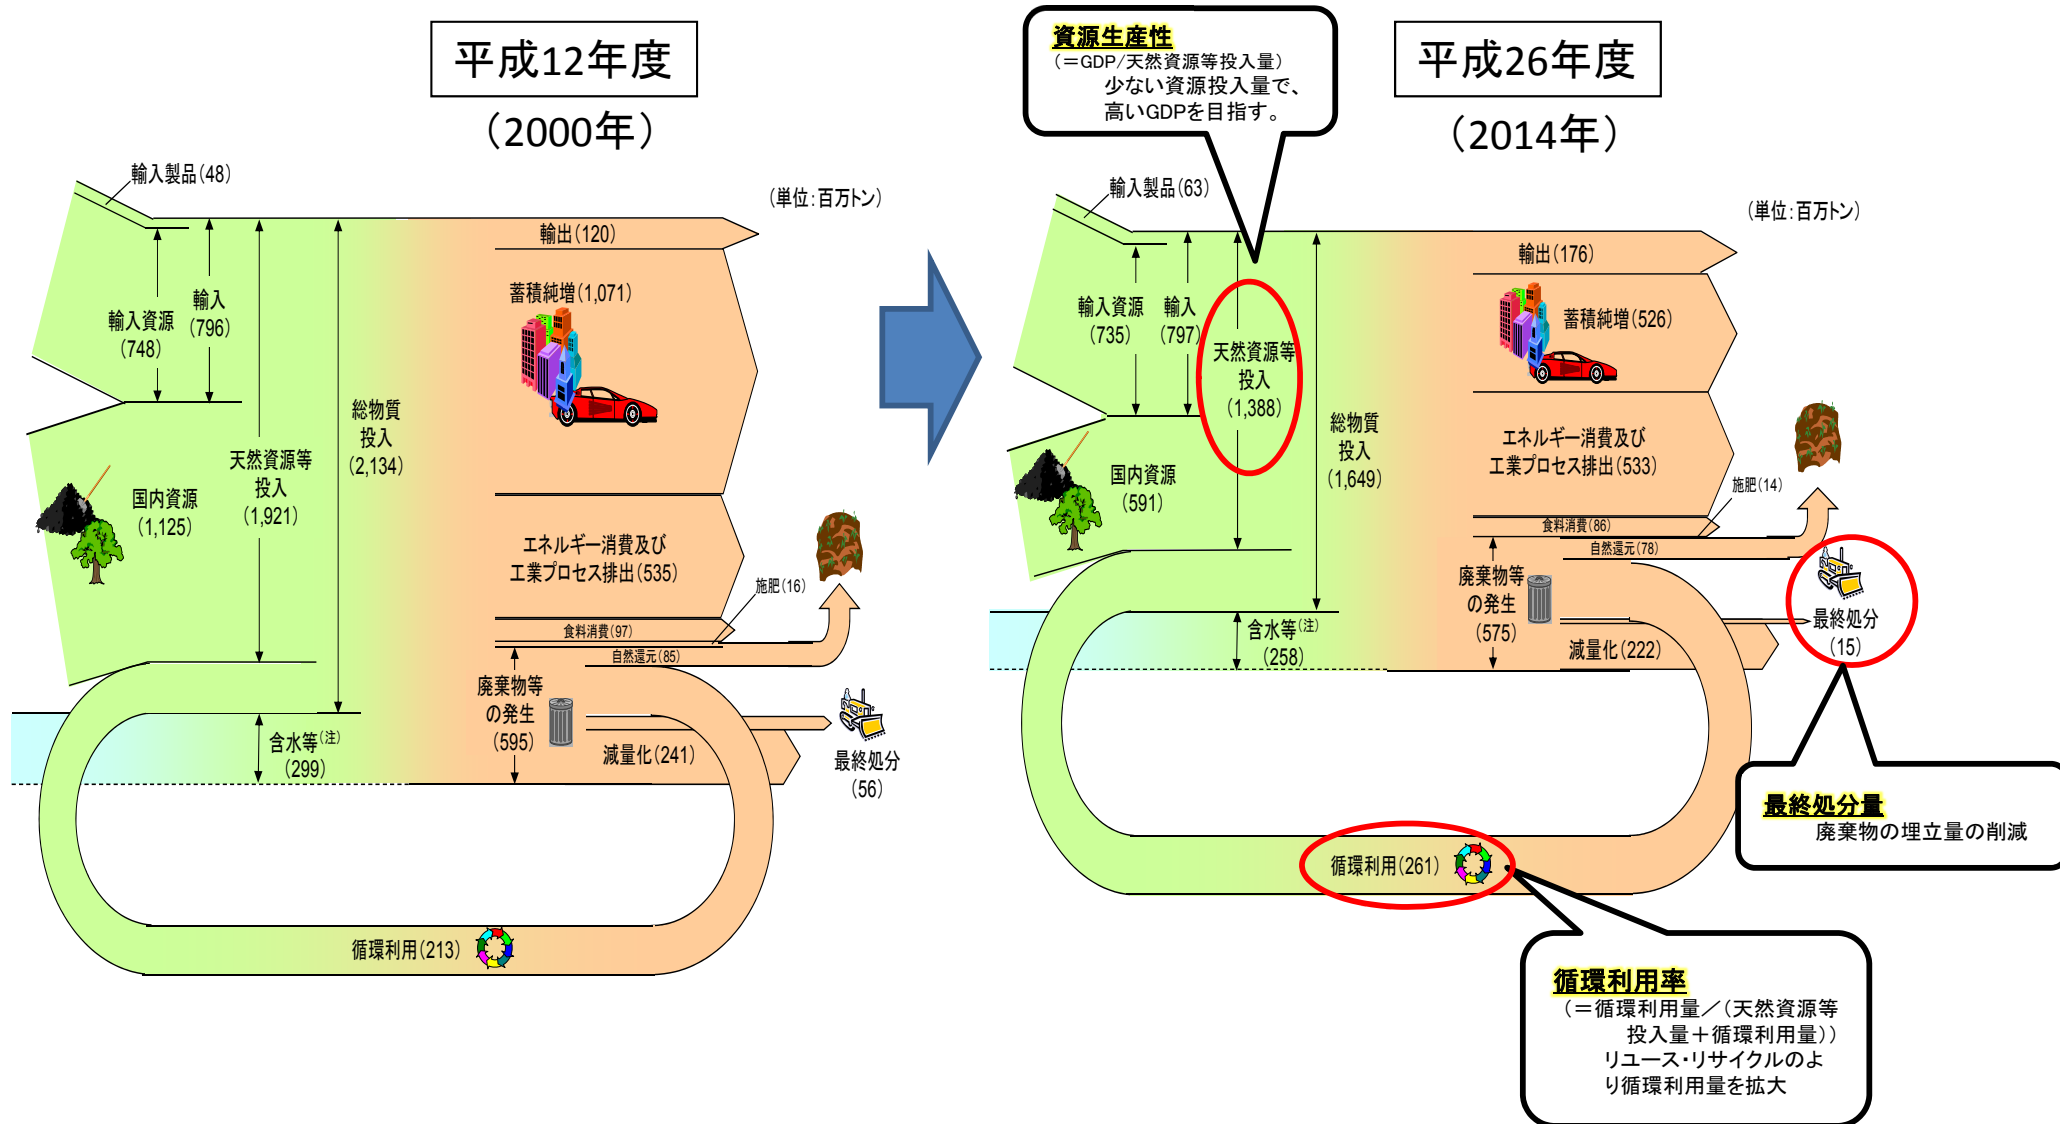 平成12年度
（2000年）
（単位：百万トン）
輸入製品（48）
輸入資源
（748）
輸入
（796）
国内資源
（1,125）
天然資源等
投入
（1,921）
総物質
投入
（2,134）
輸出（120）
蓄積純増（1,071）
エネルギー消費及び
工業プロセス排出（535）
施肥（16）
食料消費（97）
自然還元（85）
廃棄物等
の発生
（595）
含水等（注）
（299）
減量化（241）
最終処分
（56）
循環利用（213）
資源生産性
（＝GDP/天然資源等投入量）
少ない資源投入量で、
高いGDPを目指す。
平成26年度
（2014年）
（単位：百万トン）
輸入製品（63）
輸入資源
（735）
輸入
（797）
国内資源
（591）
天然資源等
投入
（1,388）
総物質
投入
（1,649）
輸出（176）
蓄積純増（526）
エネルギー消費及び
工業プロセス排出（533）
施肥（14）
食料消費（86）
自然還元（78）
廃棄物等
の発生
（575）
含水等（注）
（258）
減量化（222）
最終処分
（15）
最終処分量
廃棄物の埋立量の削減
循環利用（261）
循環利用率
（＝循環利用量／（天然資源等
投入量＋循環利用量））
リユース・リサイクルのよ
り循環利用量を拡大